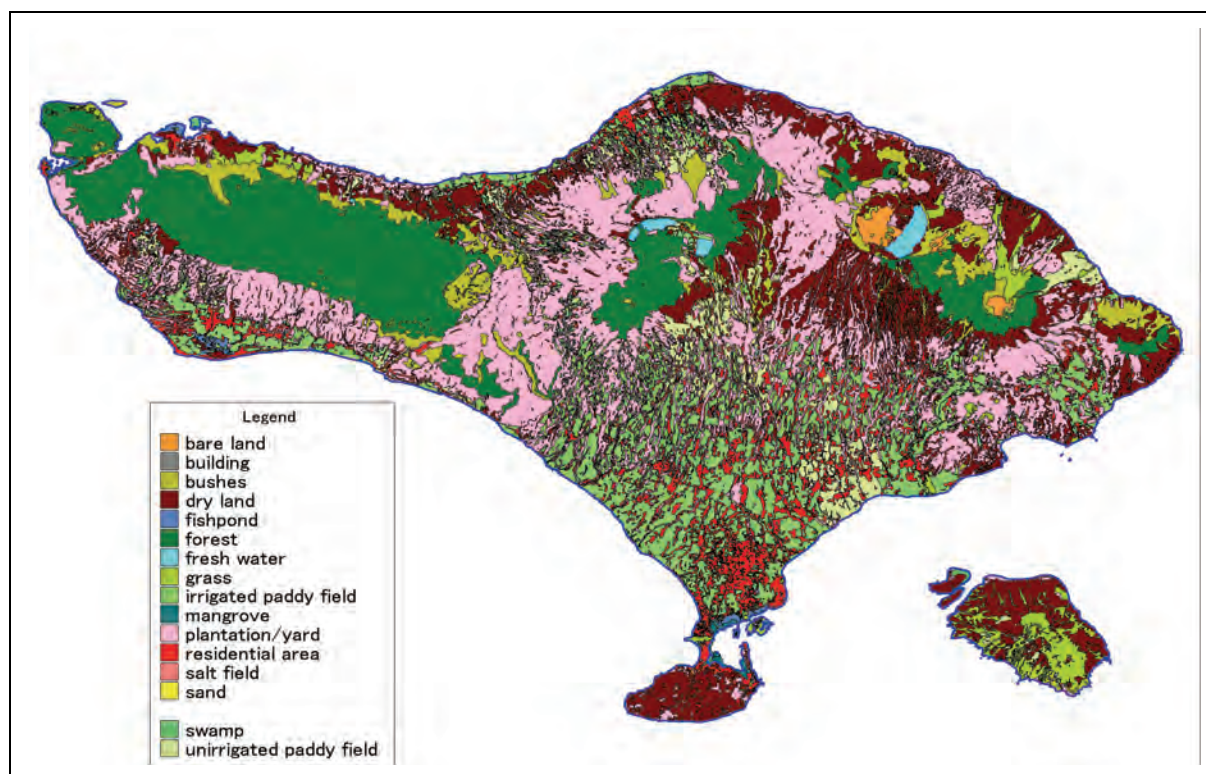 Legend
bare land
building
bushes
dry land
fishpond
forest
fresh water
grass
irrigated paddy field
mangrove
plantation/yard
residential area
salt field
sand
swamp
unirrigated paddy field